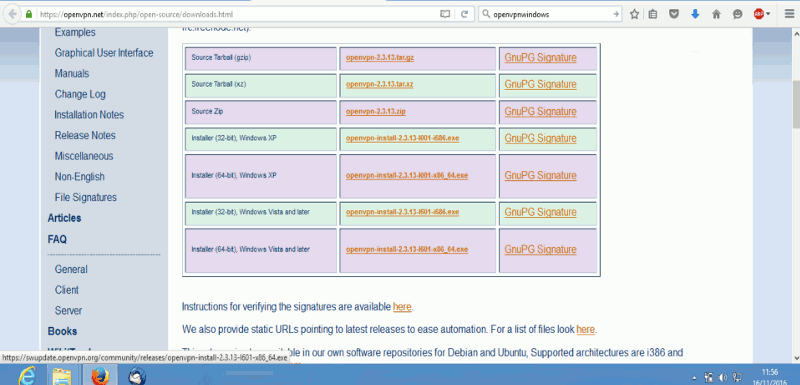 https://openvpn.net/index.php/open-source/downloads.html
openvpnwindows
Examples
Graphical User Interface
Manuals
Change Log
Installation Notes
Release Notes
Miscellaneous
Non-English
File Signatures
Articles
FAQ
General
Client
Server
Books
Source Tarball (gzip) openvpn-2.3.13.tar.gz GnuPG Signature
Source Tarball (xz) openvpn-2.3.13.tar.xz GnuPG Signature
Source Zip openvpn-2.3.13.zip GnuPG Signature
Installer (32-bit), Windows XP openvpn-install-2.3.13-I001-i686.exe GnuPG Signature
Installer (64-bit), Windows XP openvpn-install-2.3.13-I001-x86_64.exe GnuPG Signature
Installer (32-bit), Windows Vista and later openvpn-install-2.3.13-I601-i686.exe GnuPG Signature
Installer (64-bit), Windows Vista and later openvpn-install-2.3.13-I601-x86_64.exe GnuPG Signature
Instructions for verifying the signatures are available here.
We also provide static URLs pointing to latest releases to ease automation. For a list of files look here.
in our own software repositories for Debian and Ubuntu, Supported architectures are i386 and
https://swupdate.openvpn.org/community/releases/openvpn-install-2.3.13-I601-x86_64.exe
ABP
11:56
16/11/2016